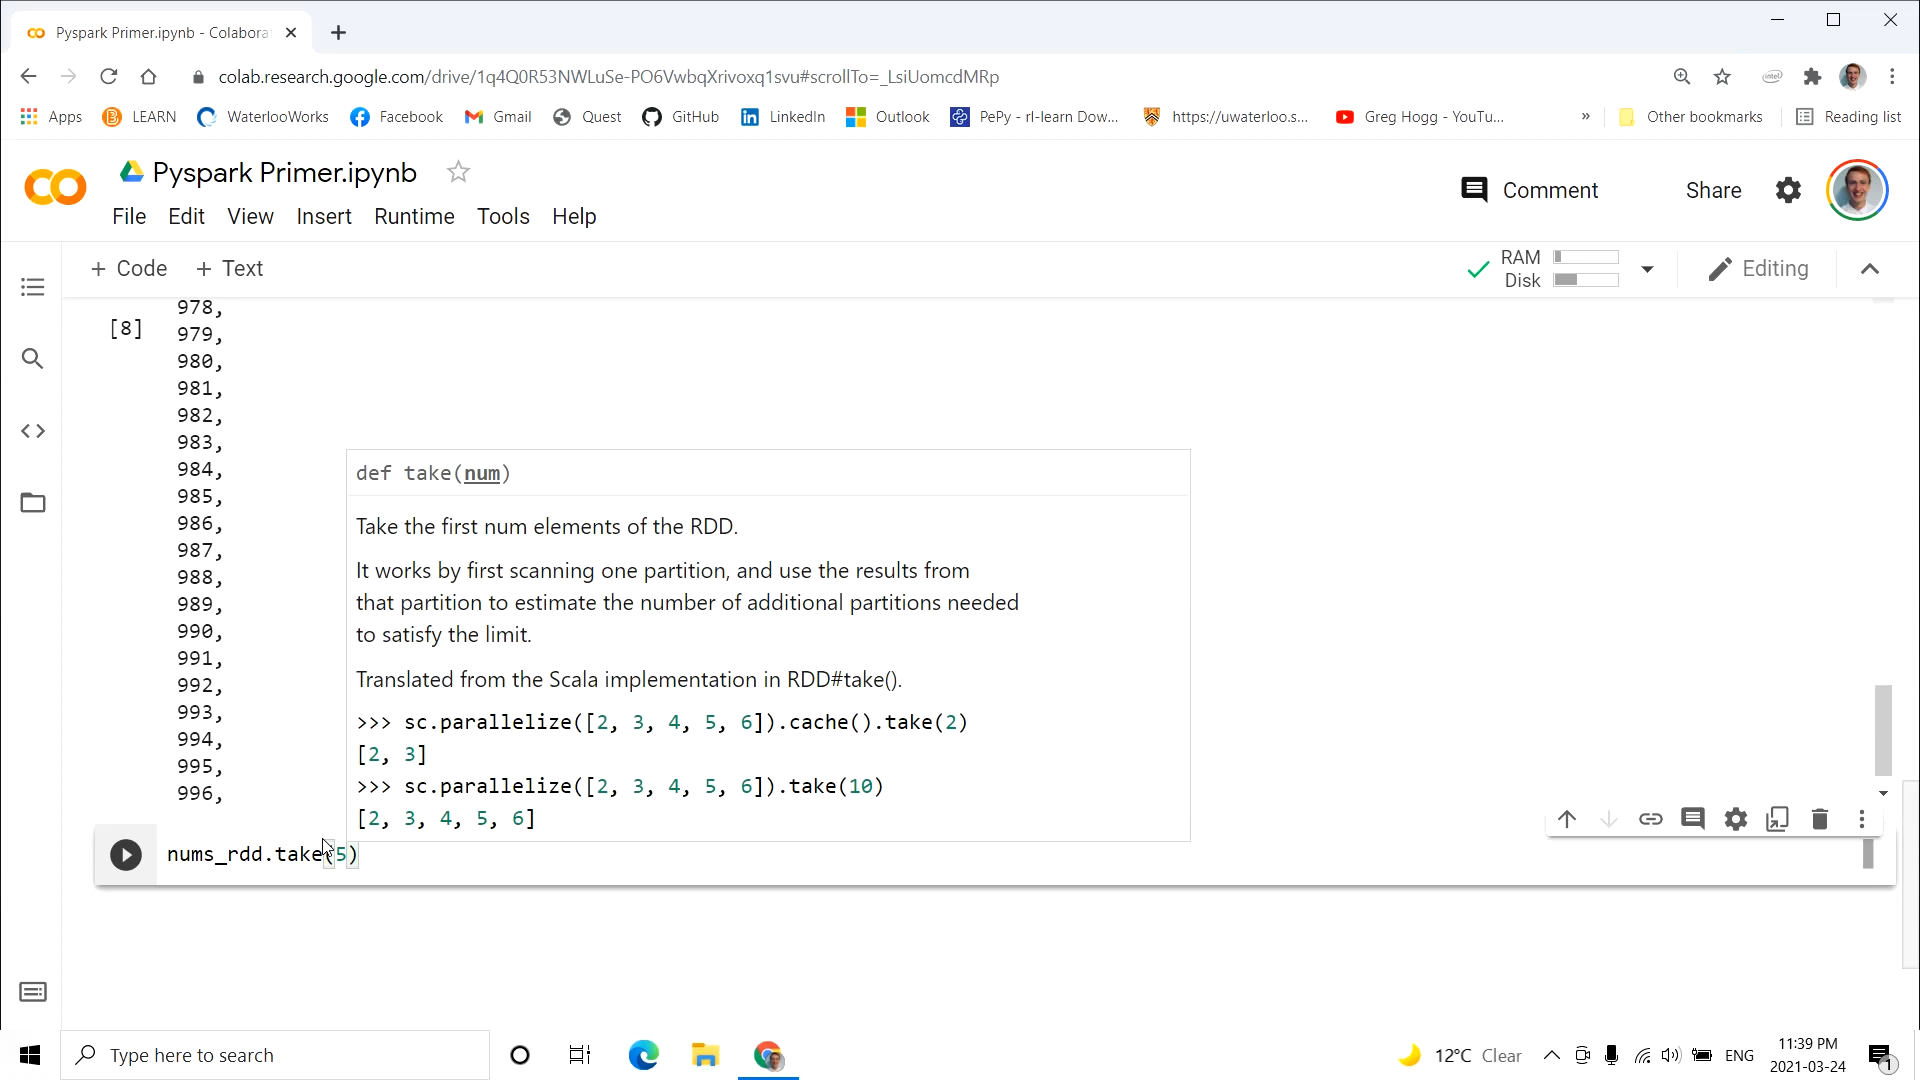 Pyspark Primer.ipynb - Colabora
colab.research.google.com/drive/1q4Q0R53NWLuSe-PO6VwbqXrivoxq1svu#scrollTo=_LsiUomcdMRp
intel
Apps LEARN WaterlooWorks Facebook Gmail Quest GitHub LinkedIn Outlook PePy - rl-learn Dow... https://uwaterloo.s... Greg Hogg - YouTu... » Other bookmarks Reading list
Pyspark Primer.ipynb
Comment Share
File Edit View Insert Runtime Tools Help
+ Code + Text
RAM
Disk
Editing
978,
[8]
979,
980,
981,
982,
983,
984,
985,
986,
987,
988,
989,
990,
991,
992,
993,
994,
995,
996,
def take(num)
Take the first num elements of the RDD.
It works by first scanning one partition, and use the results from
that partition to estimate the number of additional partitions needed
to satisfy the limit.
Translated from the Scala implementation in RDD#take().
>>> sc.parallelize([2, 3, 4, 5, 6]).cache().take(2)
[2, 3]
>>> sc.parallelize([2, 3, 4, 5, 6]).take(10)
[2, 3, 4, 5, 6]
nums_rdd.take(5)
Type here to search
12°C Clear
ENG
11:39 PM
2021-03-24
1